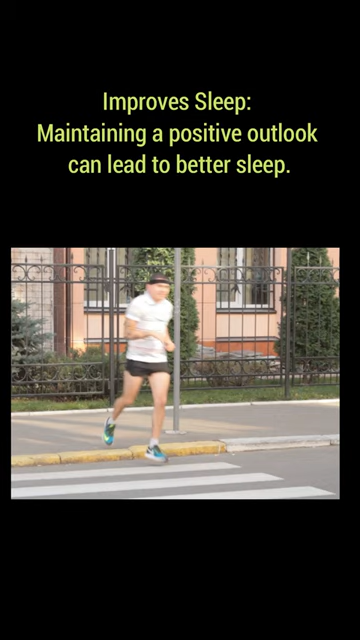 Improves Sleep:
Maintaining a positive outlook
can lead to better sleep.